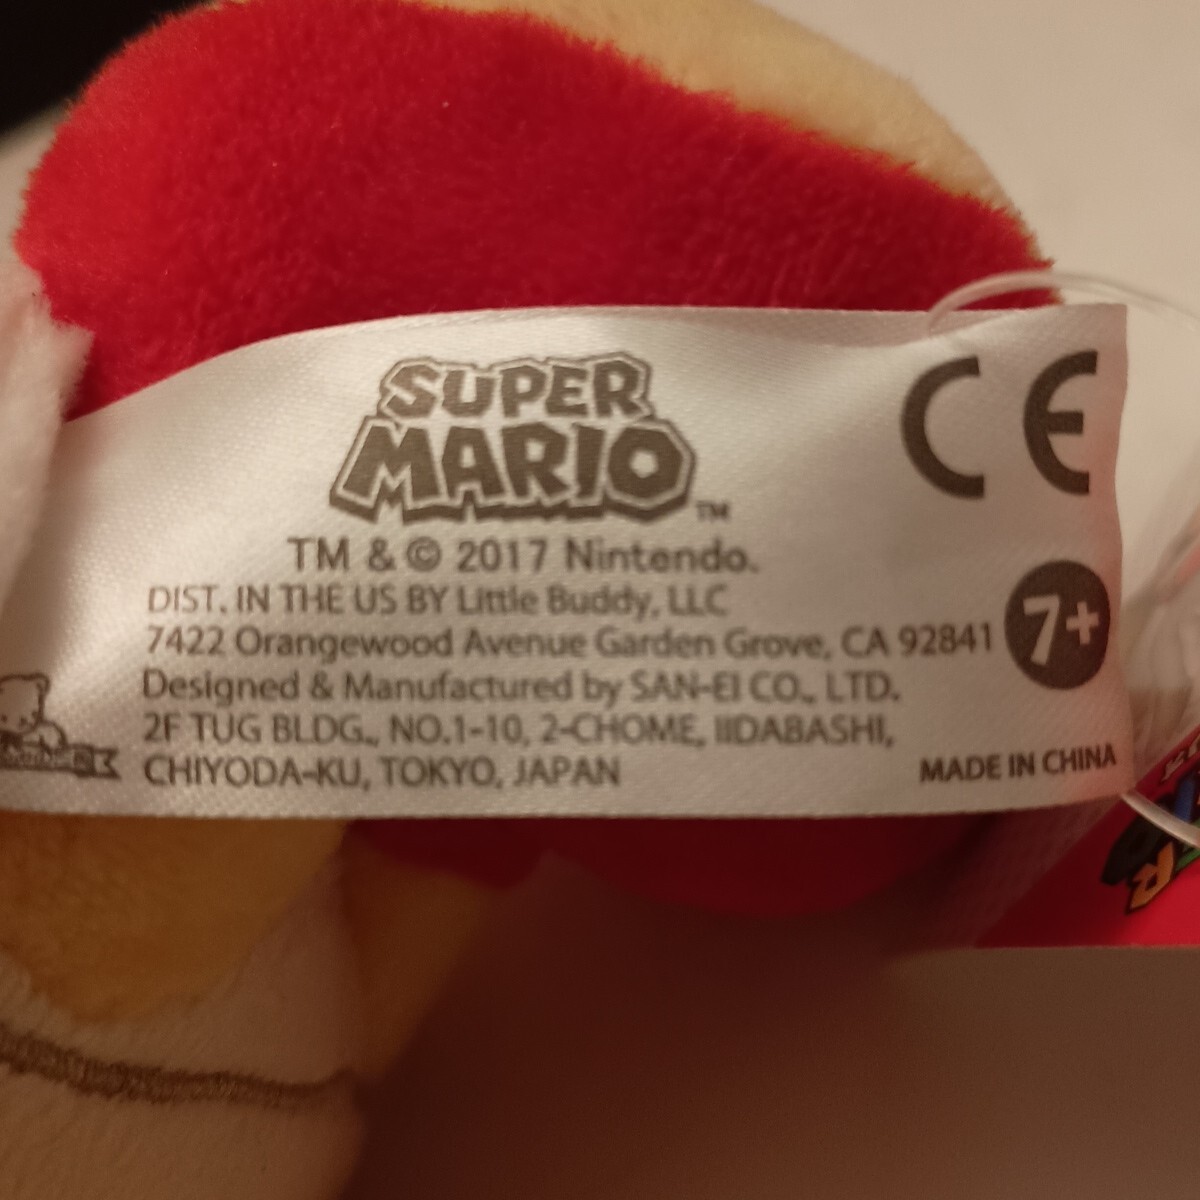 SUPER
MARIO™
TM & © 2017 Nintendo.
DIST. IN THE US BY Little Buddy, LLC
7422 Orangewood Avenue Garden Grove, CA 92841
Designed & Manufactured by SAN-EI CO., LTD.
2F TUG BLDG., NO.1-10, 2-CHOME, IIDABASHI,
CHIYODA-KU, TOKYO, JAPAN
CE
7+
MADE IN CHINA